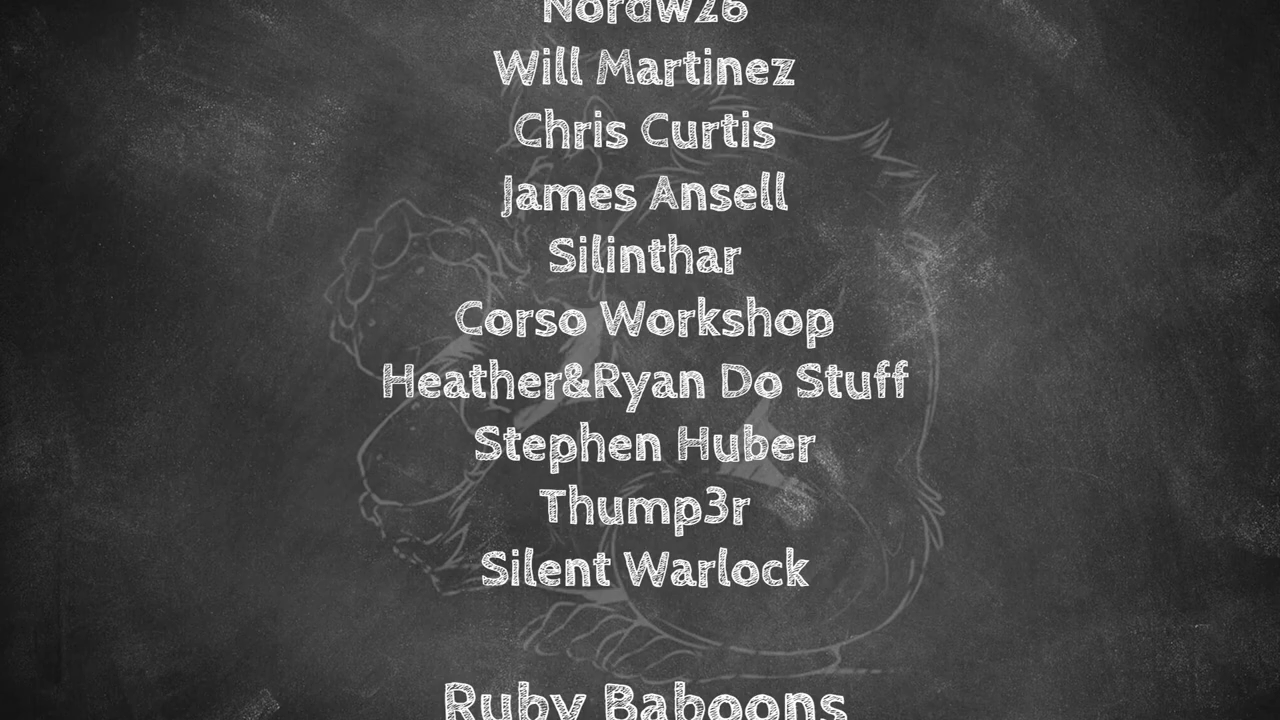 Nordw26
Will Martinez
Chris Curtis
James Ansell
Silinthar
Corso Workshop
Heather&Ryan Do Stuff
Stephen Huber
Thump3r
Silent Warlock
Ruby Baboons